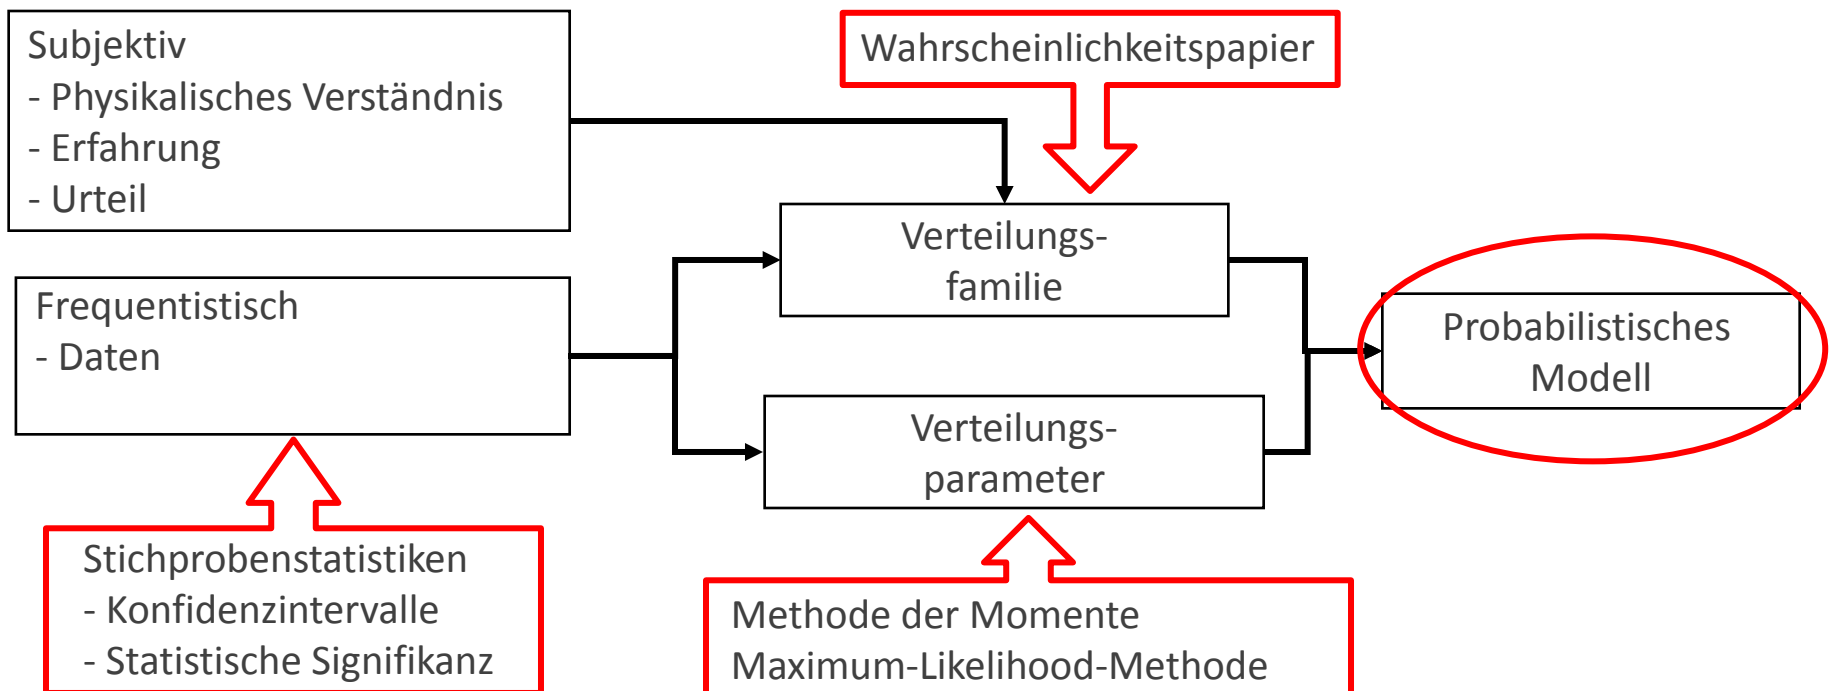 Subjektiv
- Physikalisches Verständnis
- Erfahrung
- Urteil
Wahrscheinlichkeitspapier
Verteilungs-
familie
Frequentistisch
- Daten
Probabilistisches
Modell
Verteilungs-
parameter
Stichprobenstatistiken
- Konfidenzintervalle
- Statistische Signifikanz
Methode der Momente
Maximum-Likelihood-Methode